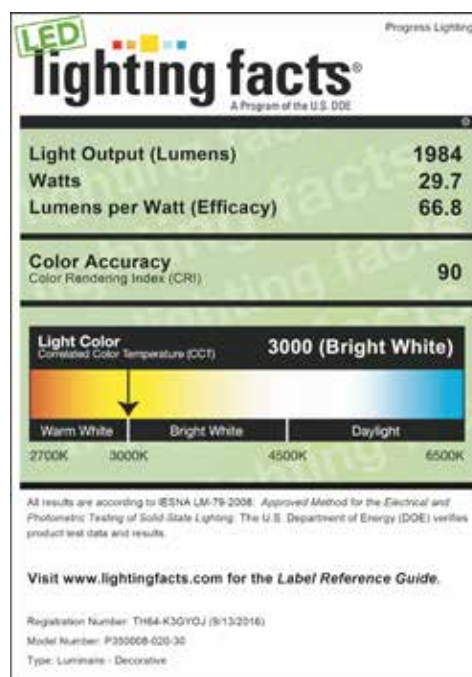 Progress Lighting
LED
lighting facts®
A Program of the U.S. DOE
Light Output (Lumens) 1984
Watts 29.7
Lumens per Watt (Efficacy) 66.8
Color Accuracy
Color Rendering Index (CRI) 90
Light Color
Correlated Color Temperature (CCT) 3000 (Bright White)
Warm White Bright White Daylight
2700K 3000K 4500K 6500K
All results are according to IESNA LM-79-2008: Approved Method for the Electrical and
Photometric Testing of Solid-State Lighting. The U.S. Department of Energy (DOE) verifies
product test data and results.
Visit www.lightingfacts.com for the Label Reference Guide.
Registration Number: TH64-K3GYOJ (9/13/2016)
Model Number: P350008-020-30
Type: Luminaire - Decorative